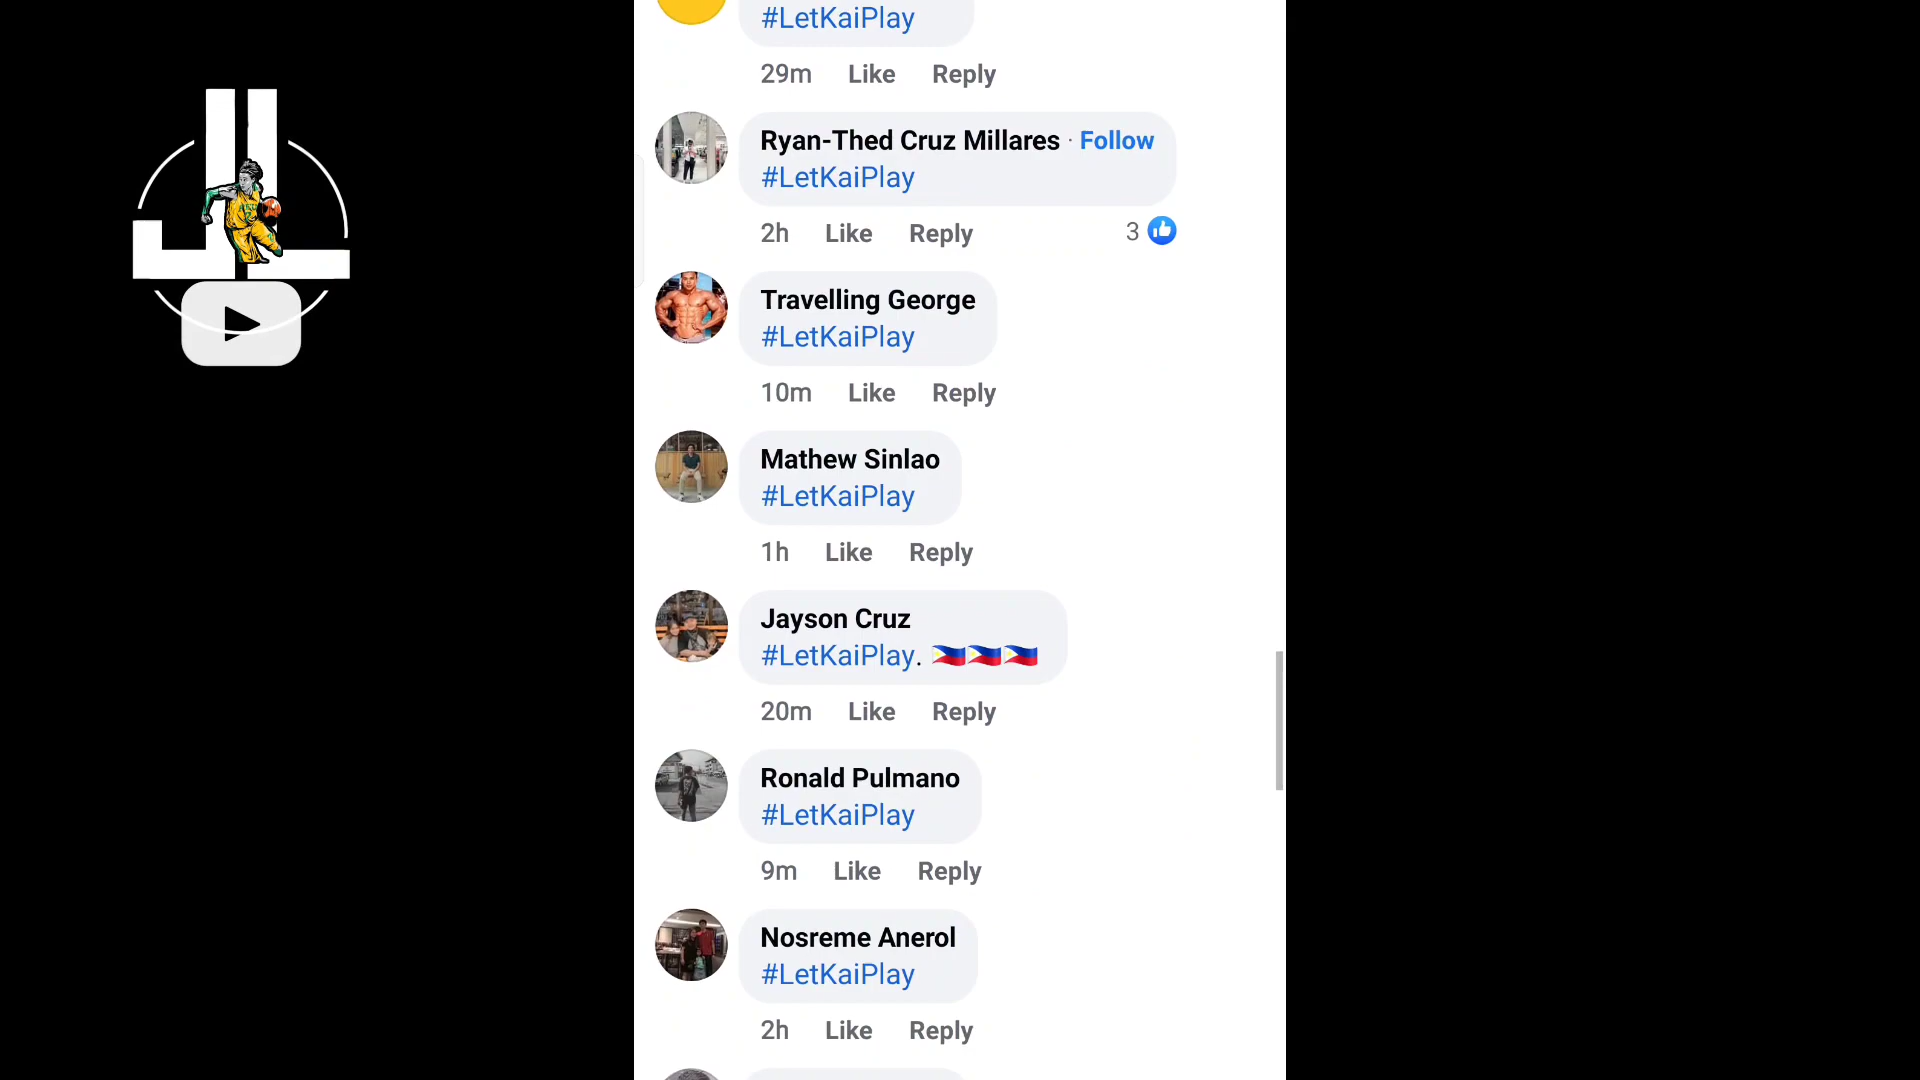 #LetKaiPlay
29m Like Reply
Ryan-Thed Cruz Millares · Follow
#LetKaiPlay
2h Like Reply 3
Travelling George
#LetKaiPlay
10m Like Reply
Mathew Sinlao
#LetKaiPlay
1h Like Reply
Jayson Cruz
#LetKaiPlay. 🇵🇭🇵🇭🇵🇭
20m Like Reply
Ronald Pulmano
#LetKaiPlay
9m Like Reply
Nosreme Anerol
#LetKaiPlay
2h Like Reply